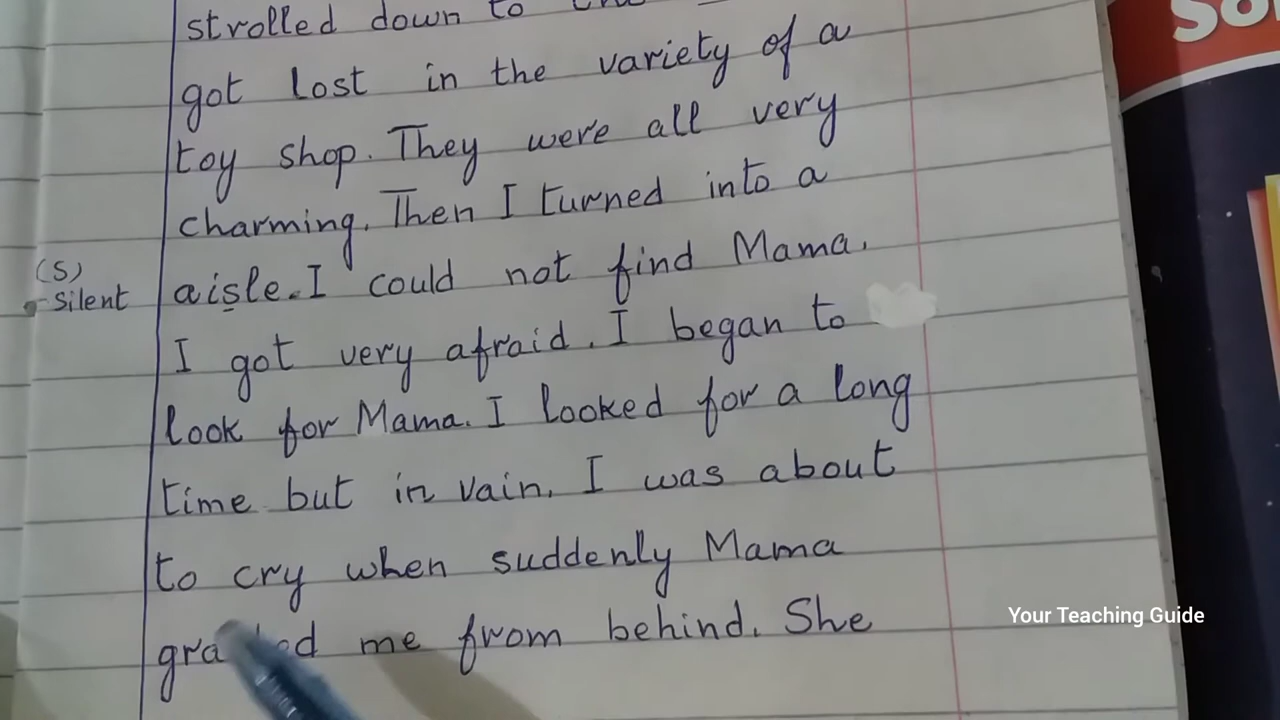 strolled down to
got lost in the variety of a
toy shop. They were all very
charming. Then I turned into a
(S)
-Silent
aisle. I could not find Mama.
I got very afraid. I began to
look for Mama. I looked for a long
time but in vain. I was about
to cry when suddenly Mama
me from behind. She
So
Your Teaching Guide